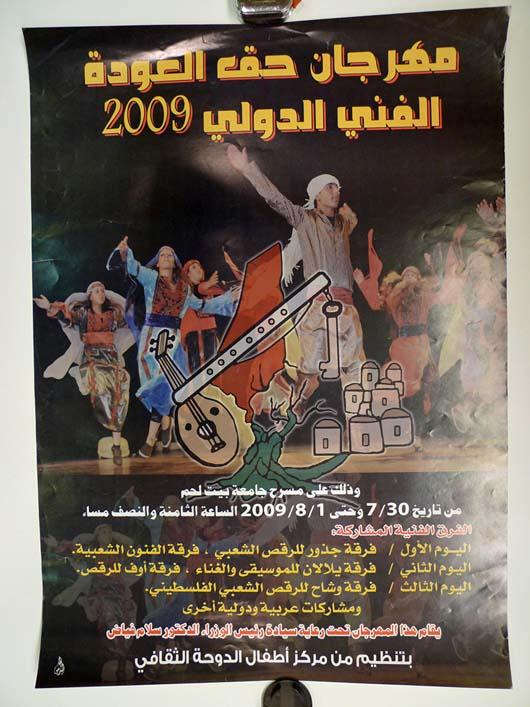 مهرجان حق العودة
الفني الدولي 2009
وذلك على مسرح جامعة بيت لحم
من تاريخ 7/30 وحتى 2009/8/1 الساعة الثامنة والنصف مساء
الفرق الفنية المشاركة:
اليوم الأول / فرقة جذور للرقص الشعبي ، فرقة الفنون الشعبية.
اليوم الثاني / فرقة يلالان للموسيقى والغناء ، فرقة أوف للرقص.
اليوم الثالث / فرقة وشاح للرقص الشعبي الفلسطيني.
ومشاركات عربية ودولية أخرى
يقام هذا المهرجان تحت رعاية سيادة رئيس الوزراء الدكتور سلام فياض
بتنظيم من مركز أطفال الدوحة الثقافي